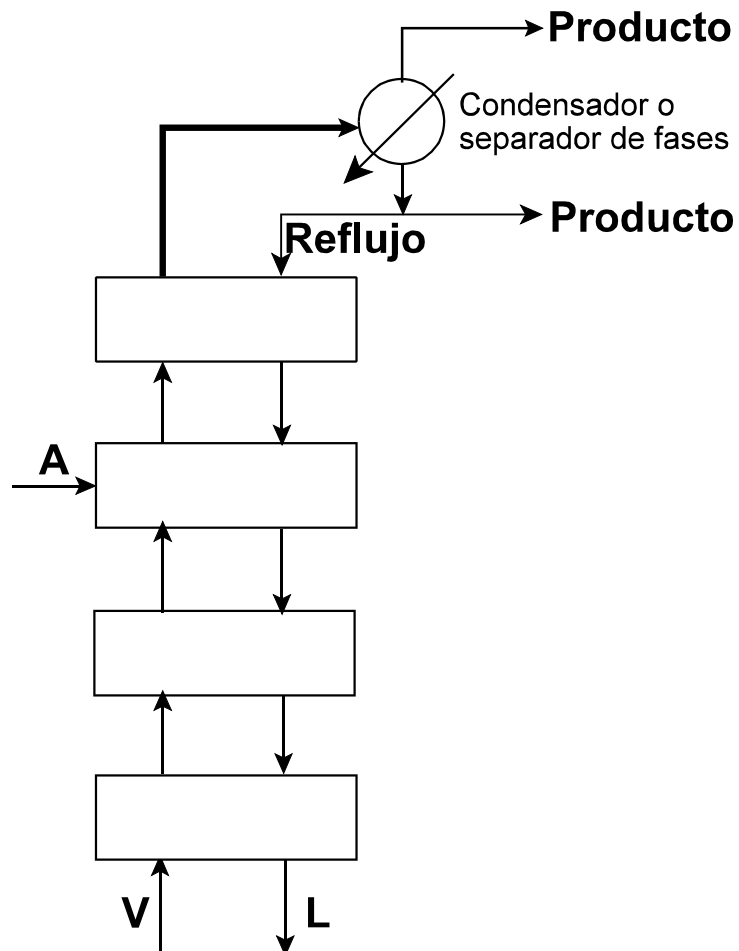 Producto
Condensador o
separador de fases
Producto
Reflujo
A
V
L